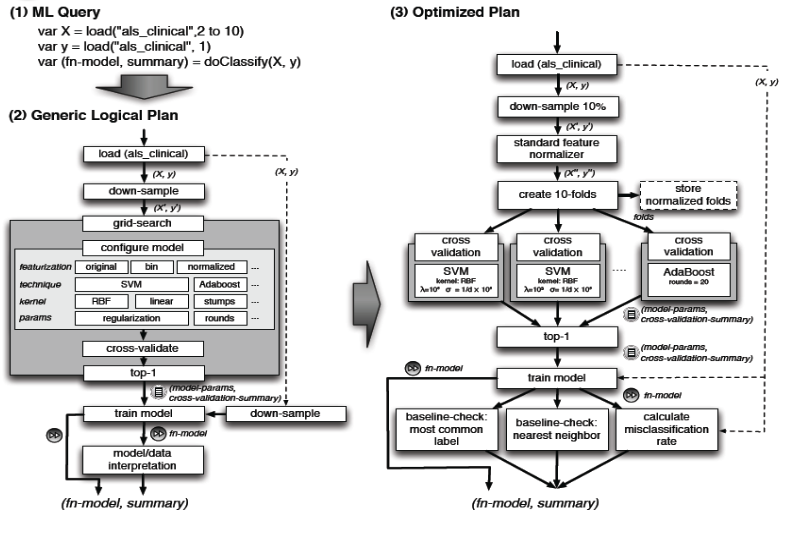 (1) ML Query
var X = load("als_clinical",2 to 10)
var y = load("als_clinical", 1)
var (fn-model, summary) = doClassify(X, y)
(2) Generic Logical Plan
load (als_clinical)
(X, y)
(X, y)
down-sample
(X', y')
grid-search
configure model
featurization original bin normalized ...
technique SVM Adaboost ...
kernel RBF linear stumps ...
params regularization rounds ...
cross-validate
top-1
(model-params,
cross-validation-summary)
train model
down-sample
fn-model
model/data
interpretation
(fn-model, summary)
(3) Optimized Plan
load (als_clinical)
(X, y)
(X, y)
down-sample 10%
(X', y')
standard feature
normalizer
(X'', y'')
create 10-folds
store
normalized folds
folds
cross
validation
SVM
kernel: RBF
cross
validation
SVM
kernel: RBF
....
cross
validation
AdaBoost
rounds = 20
(model-params,
cross-validation-summary)
top-1
(model-params,
cross-validation-summary)
fn-model
train model
fn-model
baseline-check:
most common
label
baseline-check:
nearest neighbor
calculate
misclassification
rate
(fn-model, summary)